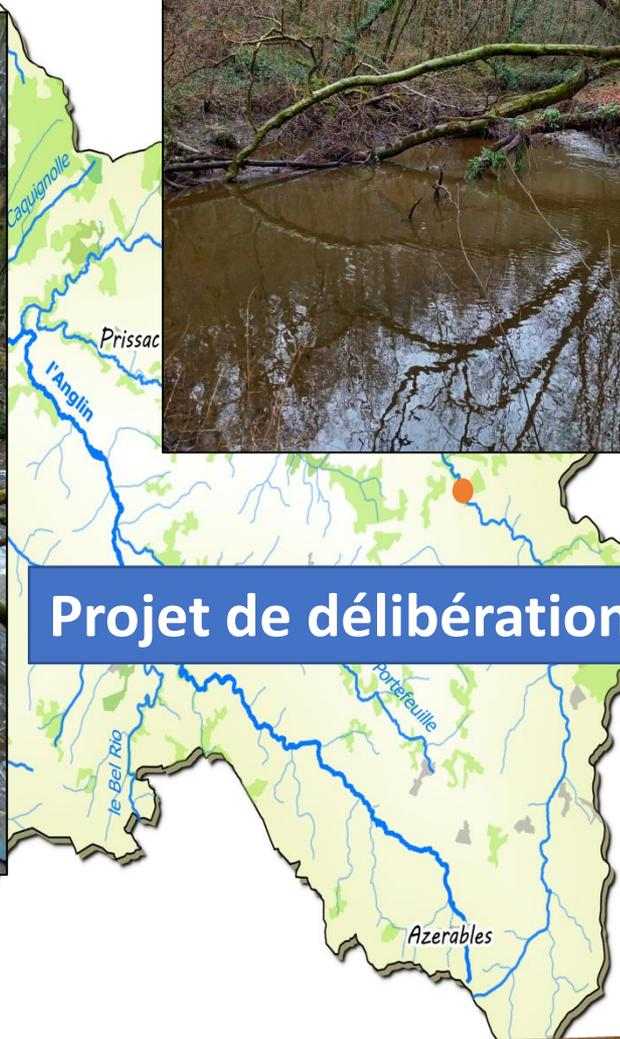 Caquignolle
Prissac
l'Anglin
Projet de délibération
Portefeuille
le Bel Rio
Azerables